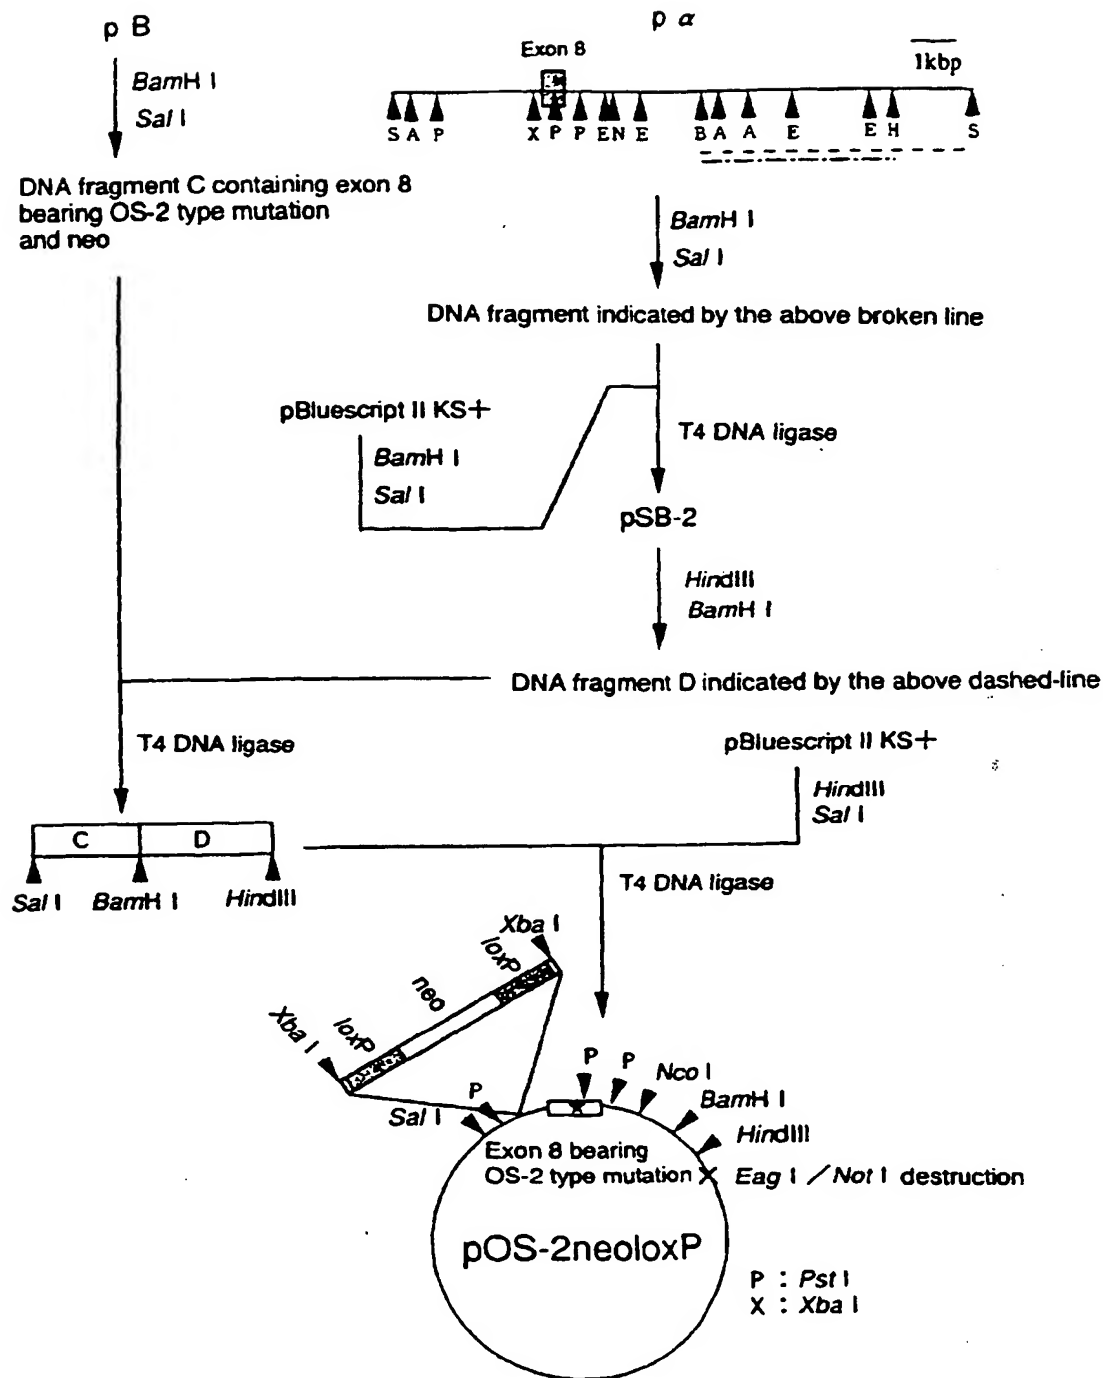 p B
p α
Exon 8
1kbp
BamH I
Sal I
S A P X P P E N E B A A E E H S
DNA fragment C containing exon 8
bearing OS-2 type mutation
and neo
BamH I
Sal I
DNA fragment indicated by the above broken line
pBluescript II KS+
BamH I
Sal I
T4 DNA ligase
pSB-2
HindIII
BamH I
DNA fragment D indicated by the above dashed-line
T4 DNA ligase
pBluescript II KS+
HindIII
Sal I
C D
Sal I BamH I HindIII
T4 DNA ligase
Xba I
loxP
neo
loxP
Xba I
P
P
P
Nco I
Sal I
BamH I
HindIII
Exon 8 bearing
OS-2 type mutation
X Eag I / Not I destruction
pOS-2neoloxP
P : Pst I
X : Xba I